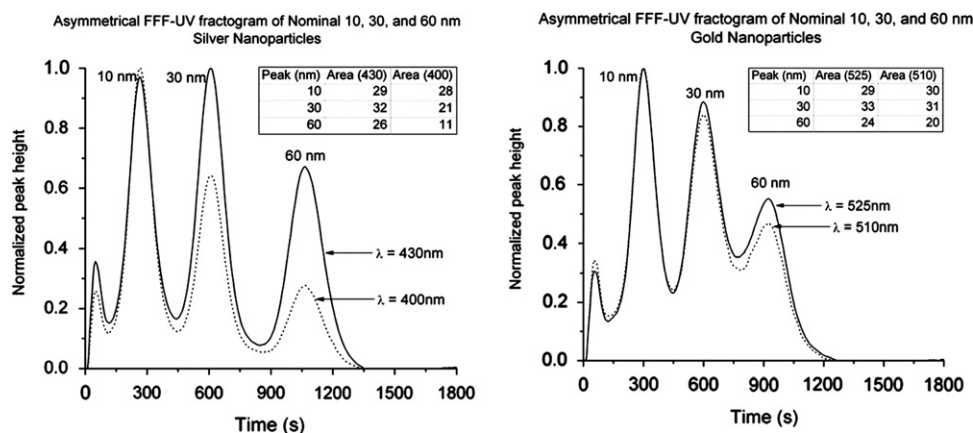 Asymmetrical FFF-UV fractogram of Nominal 10, 30, and 60 nm
Silver Nanoparticles
Normalized peak height
1.0
0.8
0.6
0.4
0.2
0.0
10 nm
30 nm
60 nm
Peak (nm) Area (430) Area (400)
10 29 28
30 32 21
60 26 11
λ = 430nm
λ = 400nm
0 300 600 900 1200 1500 1800
Time (s)
Asymmetrical FFF-UV fractogram of Nominal 10, 30, and 60 nm
Gold Nanoparticles
Normalized peak height
1.0
0.8
0.6
0.4
0.2
0.0
10 nm
30 nm
60 nm
Peak (nm) Area (525) Area (510)
10 29 30
30 33 31
60 24 20
λ = 525nm
λ = 510nm
0 300 600 900 1200 1500 1800
Time (s)